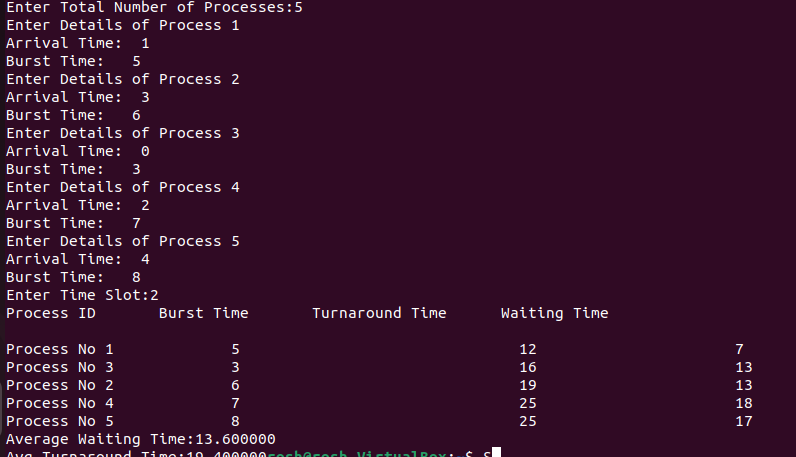 Enter Total Number of Processes:5
Enter Details of Process 1
Arrival Time:  1
Burst Time:   5
Enter Details of Process 2
Arrival Time:  3
Burst Time:   6
Enter Details of Process 3
Arrival Time:  0
Burst Time:   3
Enter Details of Process 4
Arrival Time:  2
Burst Time:   7
Enter Details of Process 5
Arrival Time:  4
Burst Time:   8
Enter Time Slot:2
Process ID       Burst Time       Turnaround Time      Waiting Time
Process No 1             5                               12                      7
Process No 3             3                               16                      13
Process No 2             6                               19                      13
Process No 4             7                               25                      18
Process No 5             8                               25                      17
Average Waiting Time:13.600000
Avg Turnaround Time:19.400000rosh@rosh-VirtualBox:~$ S